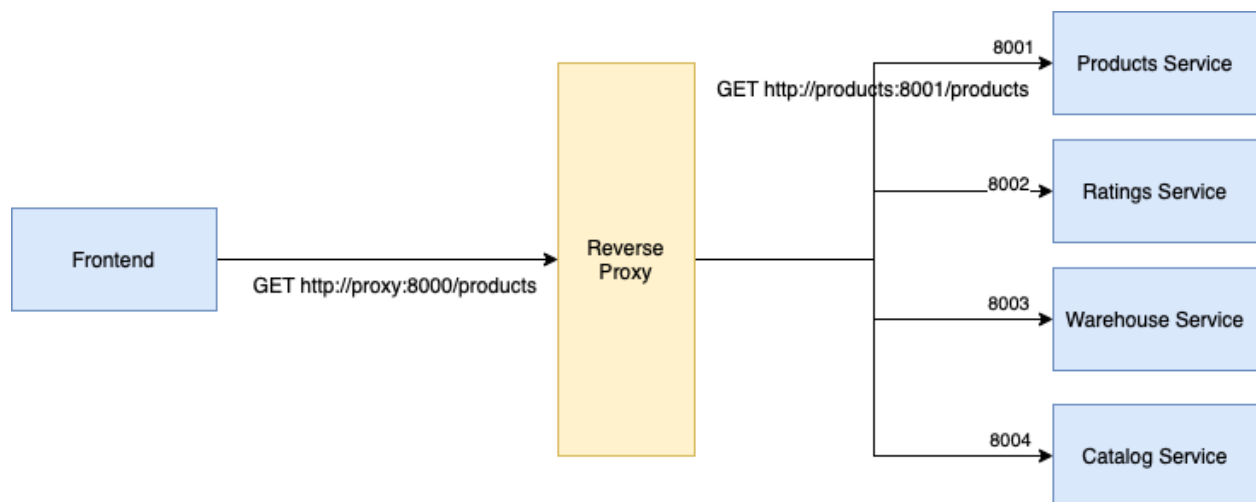 8001
Products Service
GET http://products:8001/products
8002
Ratings Service
Frontend
Reverse
Proxy
GET http://proxy:8000/products
8003
Warehouse Service
8004
Catalog Service